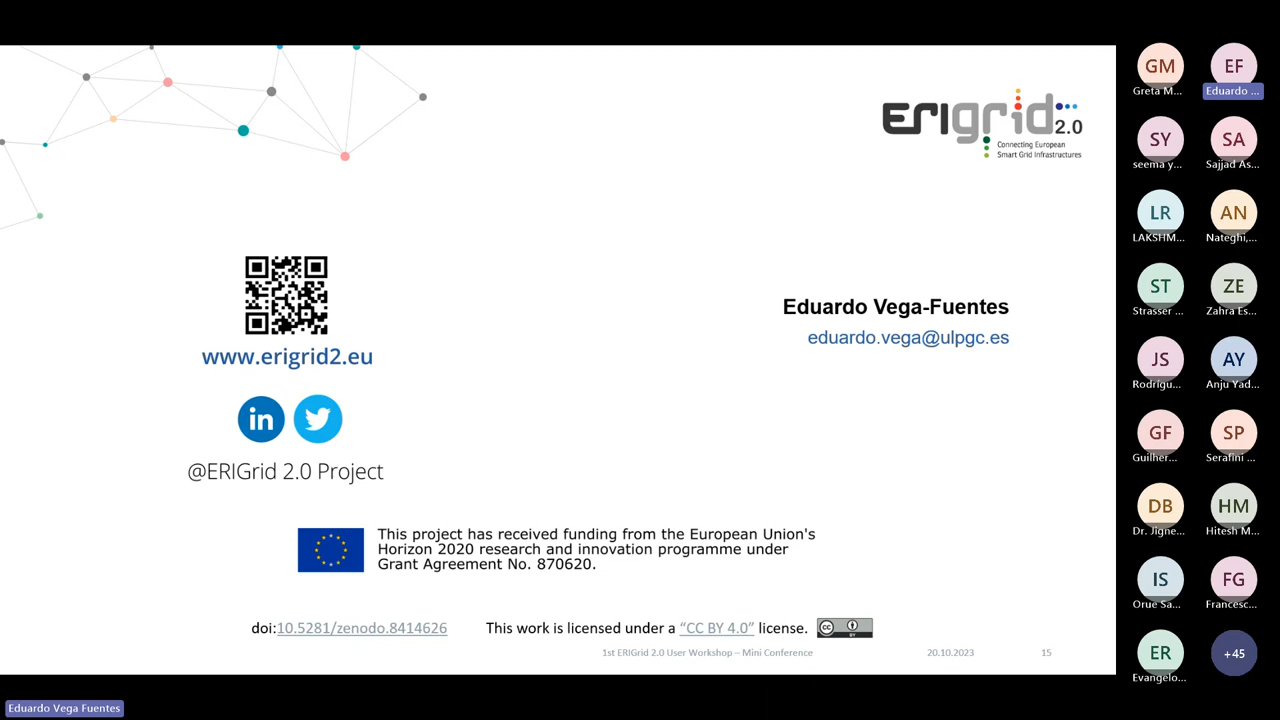 ERIGrid 2.0
Connecting European
Smart Grid Infrastructures
www.erigrid2.eu
in
@ERIGrid 2.0 Project
Eduardo Vega-Fuentes
eduardo.vega@ulpgc.es
This project has received funding from the European Union's
Horizon 2020 research and innovation programme under
Grant Agreement No. 870620.
doi:10.5281/zenodo.8414626
This work is licensed under a “CC BY 4.0” license.
cc
BY
1st ERIGrid 2.0 User Workshop – Mini Conference
20.10.2023
15
GM
Greta M...
EF
Eduardo ...
SY
seema y...
SA
Sajjad As...
LR
LAKSHM...
AN
Nateghi,...
ST
Strasser ...
ZE
Zahra Es...
JS
Rodrígu...
AY
Anju Yad...
GF
Guilher...
SP
Serafini ...
DB
Dr. Jigne...
HM
Hitesh M...
IS
Orue Sa...
FG
Francesc...
ER
Evangelo...
+45
Eduardo Vega Fuentes